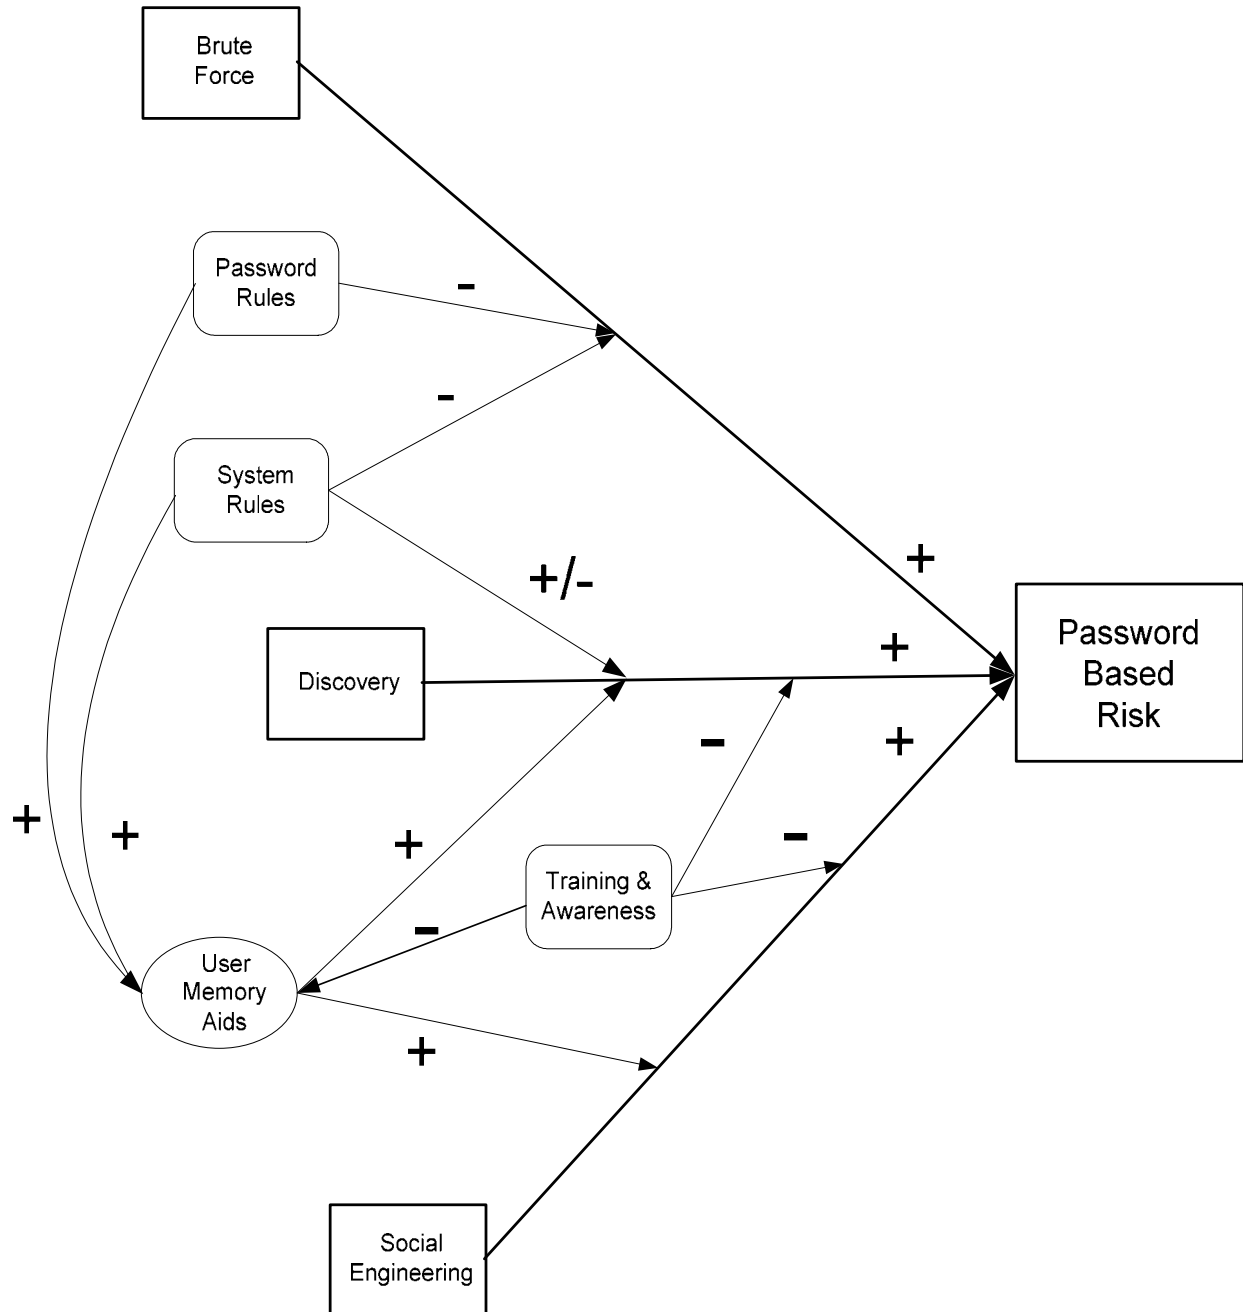 Brute
Force
Password
Rules
-
-
System
Rules
+
+/-
Password
Based
Risk
+
Discovery
-
+
+
+
+
-
Training &
Awareness
-
User
Memory
Aids
+
Social
Engineering